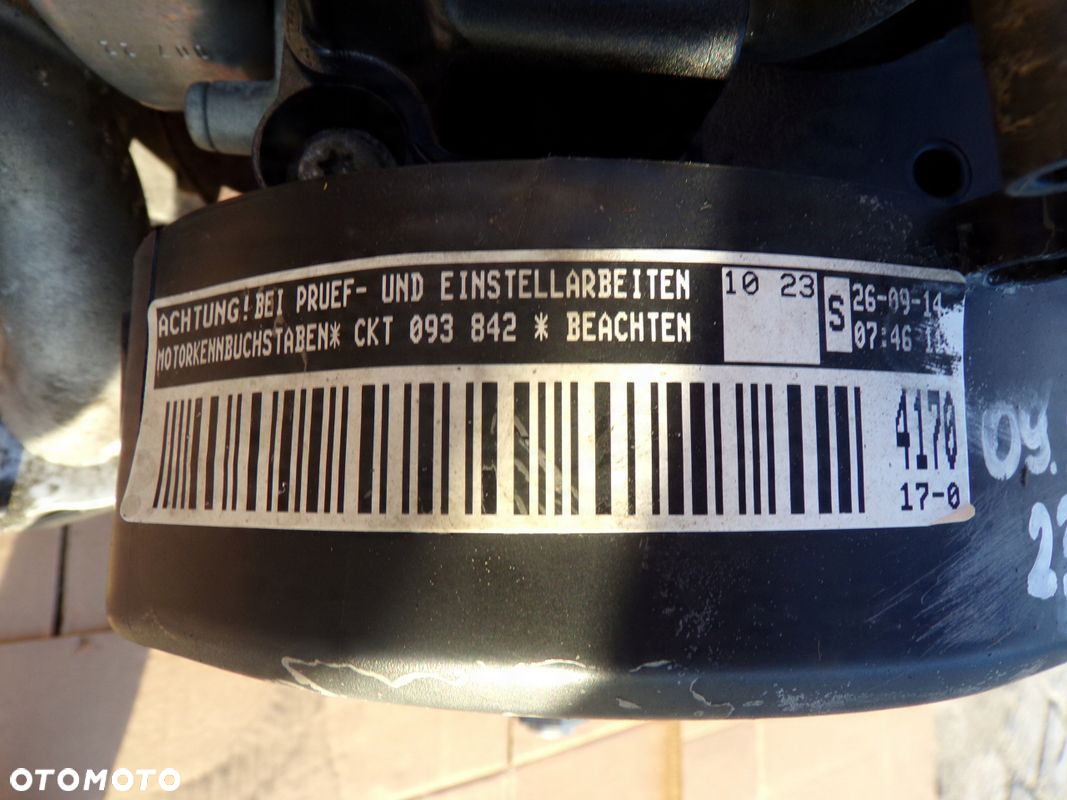 ACHTUNG! BEI PRUEF- UND EINSTELLARBEITEN
MOTORKENNBUCHSTABEN* CKT 093 842 * BEACHTEN
10 23
S
26-09-14
07:46
4170
17-0
09.
OTOMOTO